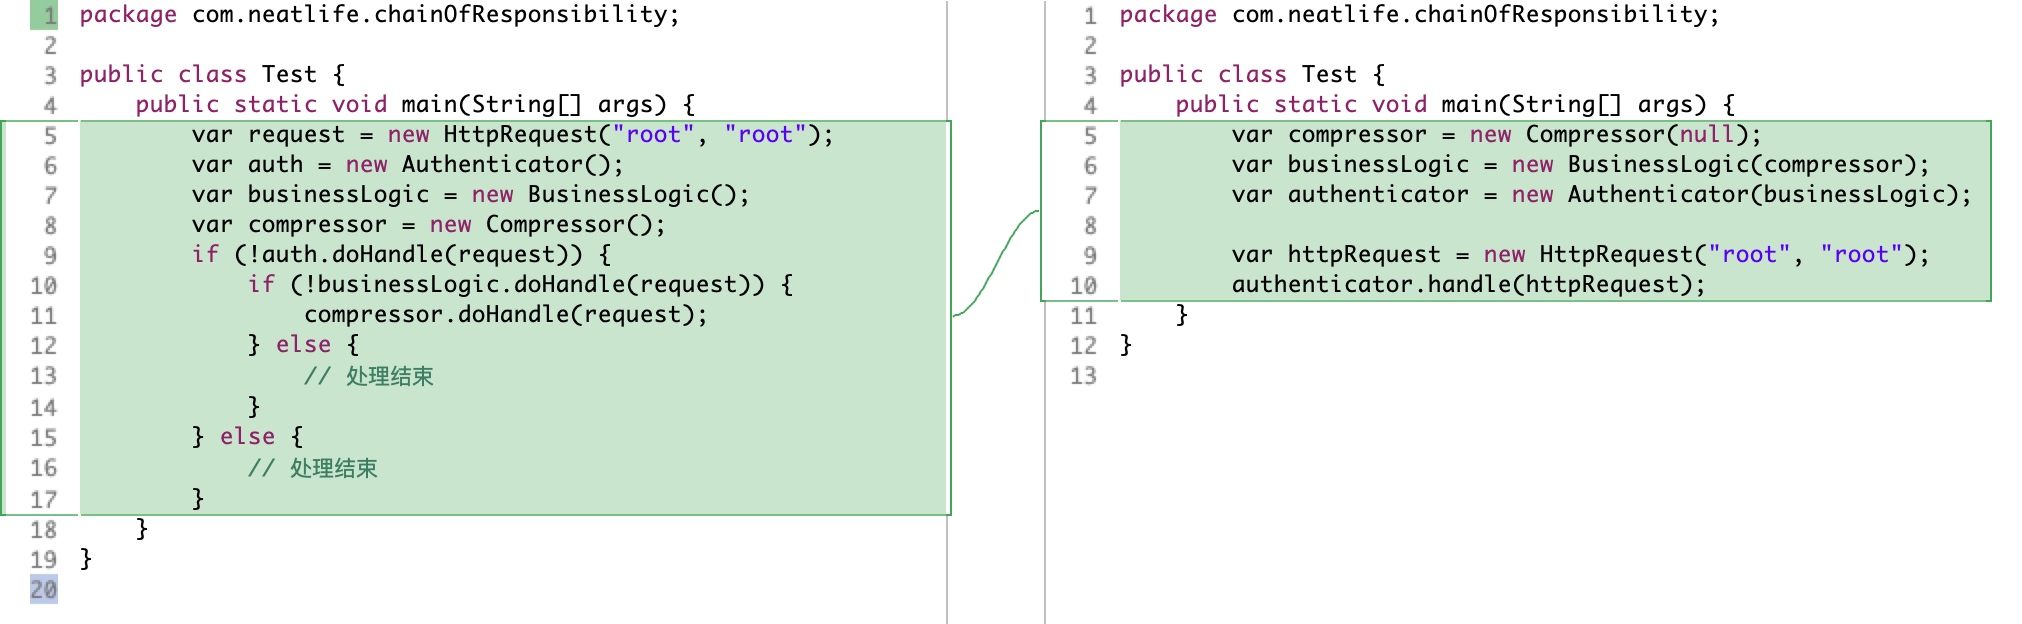 1 package com.neatlife.chainOfResponsibility;
2
3 public class Test {
4     public static void main(String[] args) {
5         var request = new HttpRequest("root", "root");
6         var auth = new Authenticator();
7         var businessLogic = new BusinessLogic();
8         var compressor = new Compressor();
9         if (!auth.doHandle(request)) {
10             if (!businessLogic.doHandle(request)) {
11                 compressor.doHandle(request);
12             } else {
13                 // 处理结束
14             }
15         } else {
16             // 处理结束
17         }
18     }
19 }
20
1 package com.neatlife.chainOfResponsibility;
2
3 public class Test {
4     public static void main(String[] args) {
5         var compressor = new Compressor(null);
6         var businessLogic = new BusinessLogic(compressor);
7         var authenticator = new Authenticator(businessLogic);
8
9         var httpRequest = new HttpRequest("root", "root");
10         authenticator.handle(httpRequest);
11     }
12 }
13